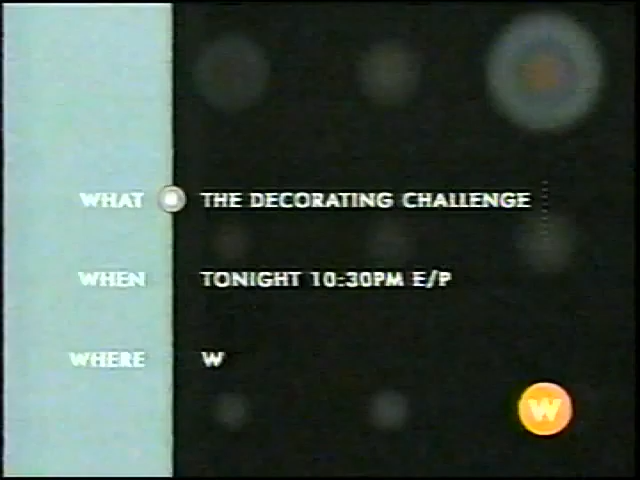 WHAT THE DECORATING CHALLENGE
WHEN TONIGHT 10:30PM E/P
WHERE W
W